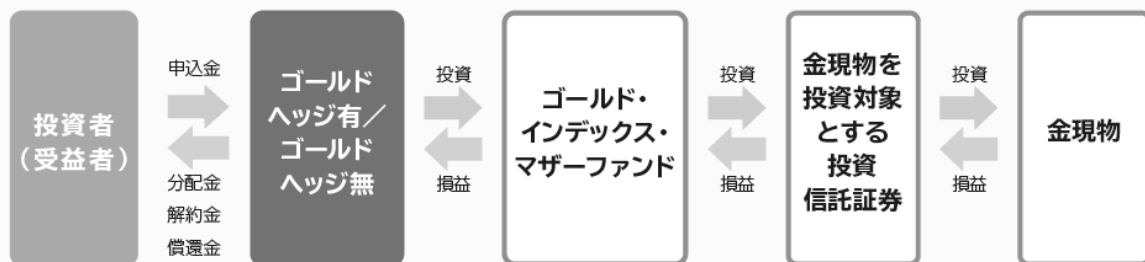 投資者
（受益者）
申込金
分配金
解約金
償還金
ゴールド
ヘッジ有／
ゴールド
ヘッジ無
投資
損益
ゴールド・
インデックス・
マザーファンド
投資
損益
金現物を
投資対象
とする
投資
信託証券
投資
損益
金現物